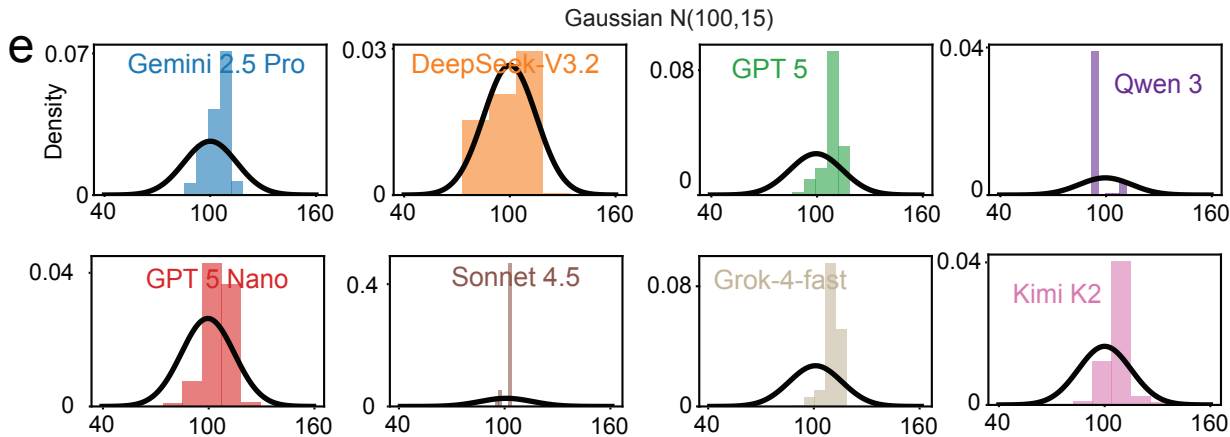 Gaussian N(100,15)
e
Density
0.07
0
40 100 160
Gemini 2.5 Pro
0.03
0
40 100 160
DeepSeek-V3.2
0.08
0
40 100 160
GPT 5
0.04
0
40 100 160
Qwen 3
0.04
0
40 100 160
GPT 5 Nano
0.4
0
40 100 160
Sonnet 4.5
0.08
0
40 100 160
Grok-4-fast
0.04
0
40 100 160
Kimi K2